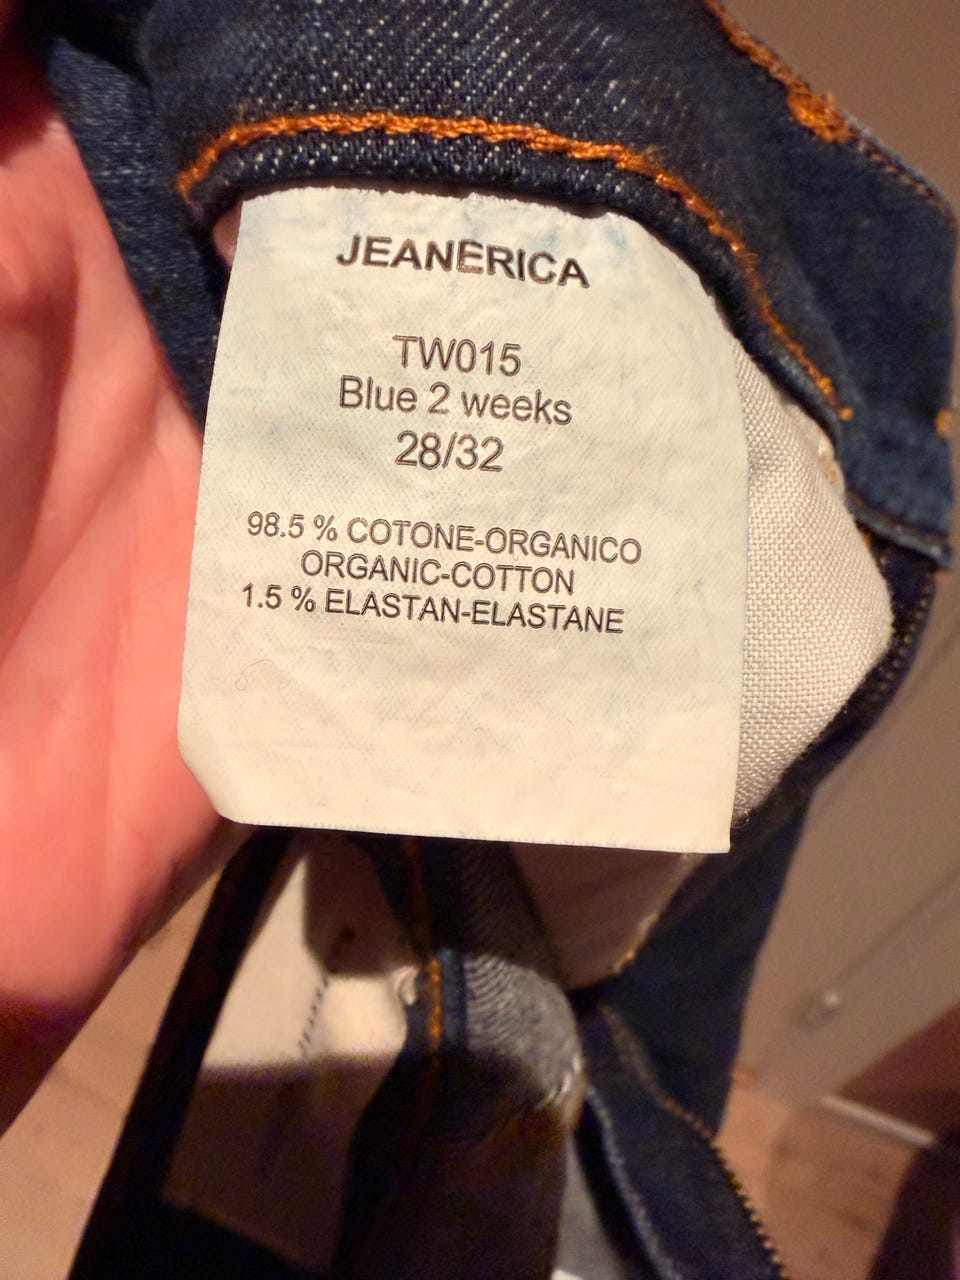 JEANERICA
TW015
Blue 2 weeks
28/32
98.5 % COTONE-ORGANICO
ORGANIC-COTTON
1.5 % ELASTAN-ELASTANE